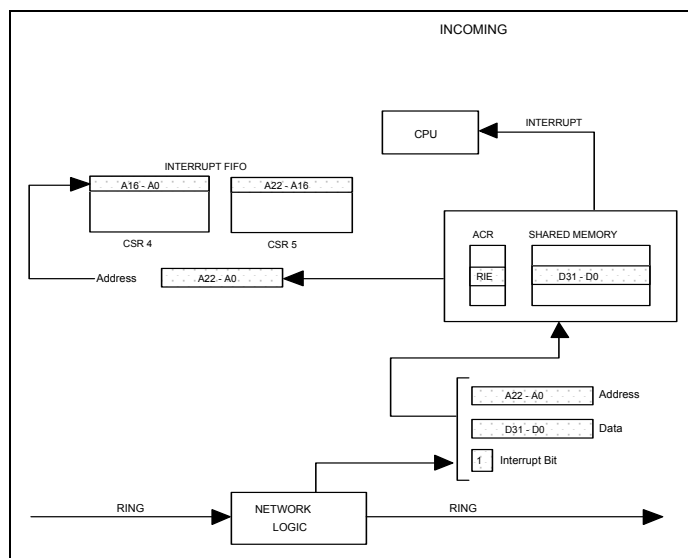 INCOMING
CPU
INTERRUPT
INTERRUPT FIFO
A16 - A0
A22 - A16
CSR 4
CSR 5
ACR
SHARED MEMORY
Address
A22 - A0
RIE
D31 - D0
A22 - A0
Address
D31 - D0
Data
1
Interrupt Bit
RING
NETWORK
LOGIC
RING